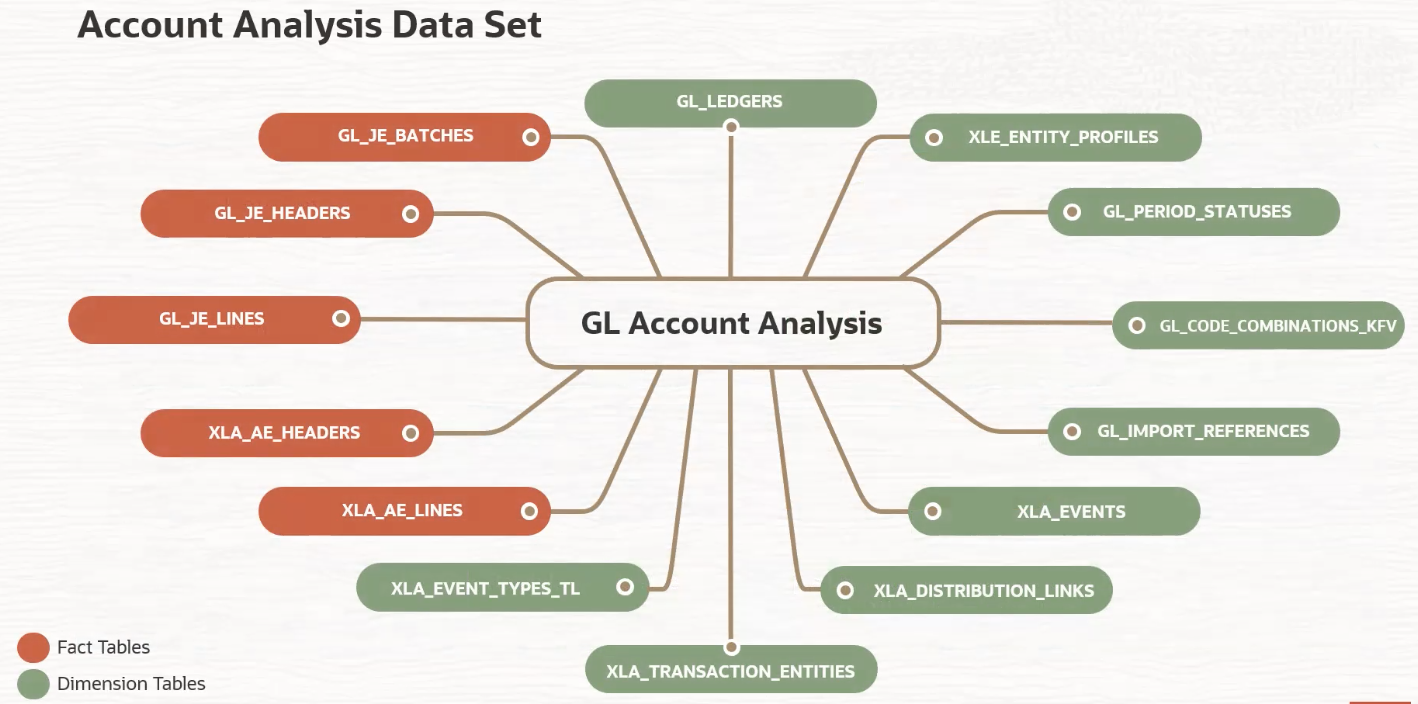 Account Analysis Data Set
GL_LEDGERS
GL_JE_BATCHES
XLE_ENTITY_PROFILES
GL_JE_HEADERS
GL_PERIOD_STATUSES
GL_JE_LINES
GL Account Analysis
GL_CODE_COMBINATIONS_KFV
XLA_AE_HEADERS
GL_IMPORT_REFERENCES
XLA_AE_LINES
XLA_EVENTS
XLA_EVENT_TYPES_TL
XLA_DISTRIBUTION_LINKS
XLA_TRANSACTION_ENTITIES
Fact Tables
Dimension Tables